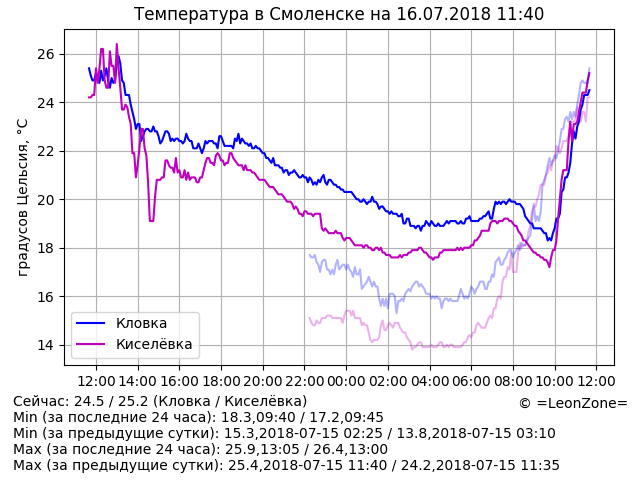 Температура в Смоленске на 16.07.2018 11:40
градусов Цельсия, °C
26
24
22
20
18
16
14
Кловка
Киселёвка
12:00 14:00 16:00 18:00 20:00 22:00 00:00 02:00 04:00 06:00 08:00 10:00 12:00
Сейчас: 24.5 / 25.2 (Кловка / Киселёвка)
© =LeonZone=
Min (за последние 24 часа): 18.3,09:40 / 17.2,09:45
Min (за предыдущие сутки): 15.3,2018-07-15 02:25 / 13.8,2018-07-15 03:10
Max (за последние 24 часа): 25.9,13:05 / 26.4,13:00
Max (за предыдущие сутки): 25.4,2018-07-15 11:40 / 24.2,2018-07-15 11:35